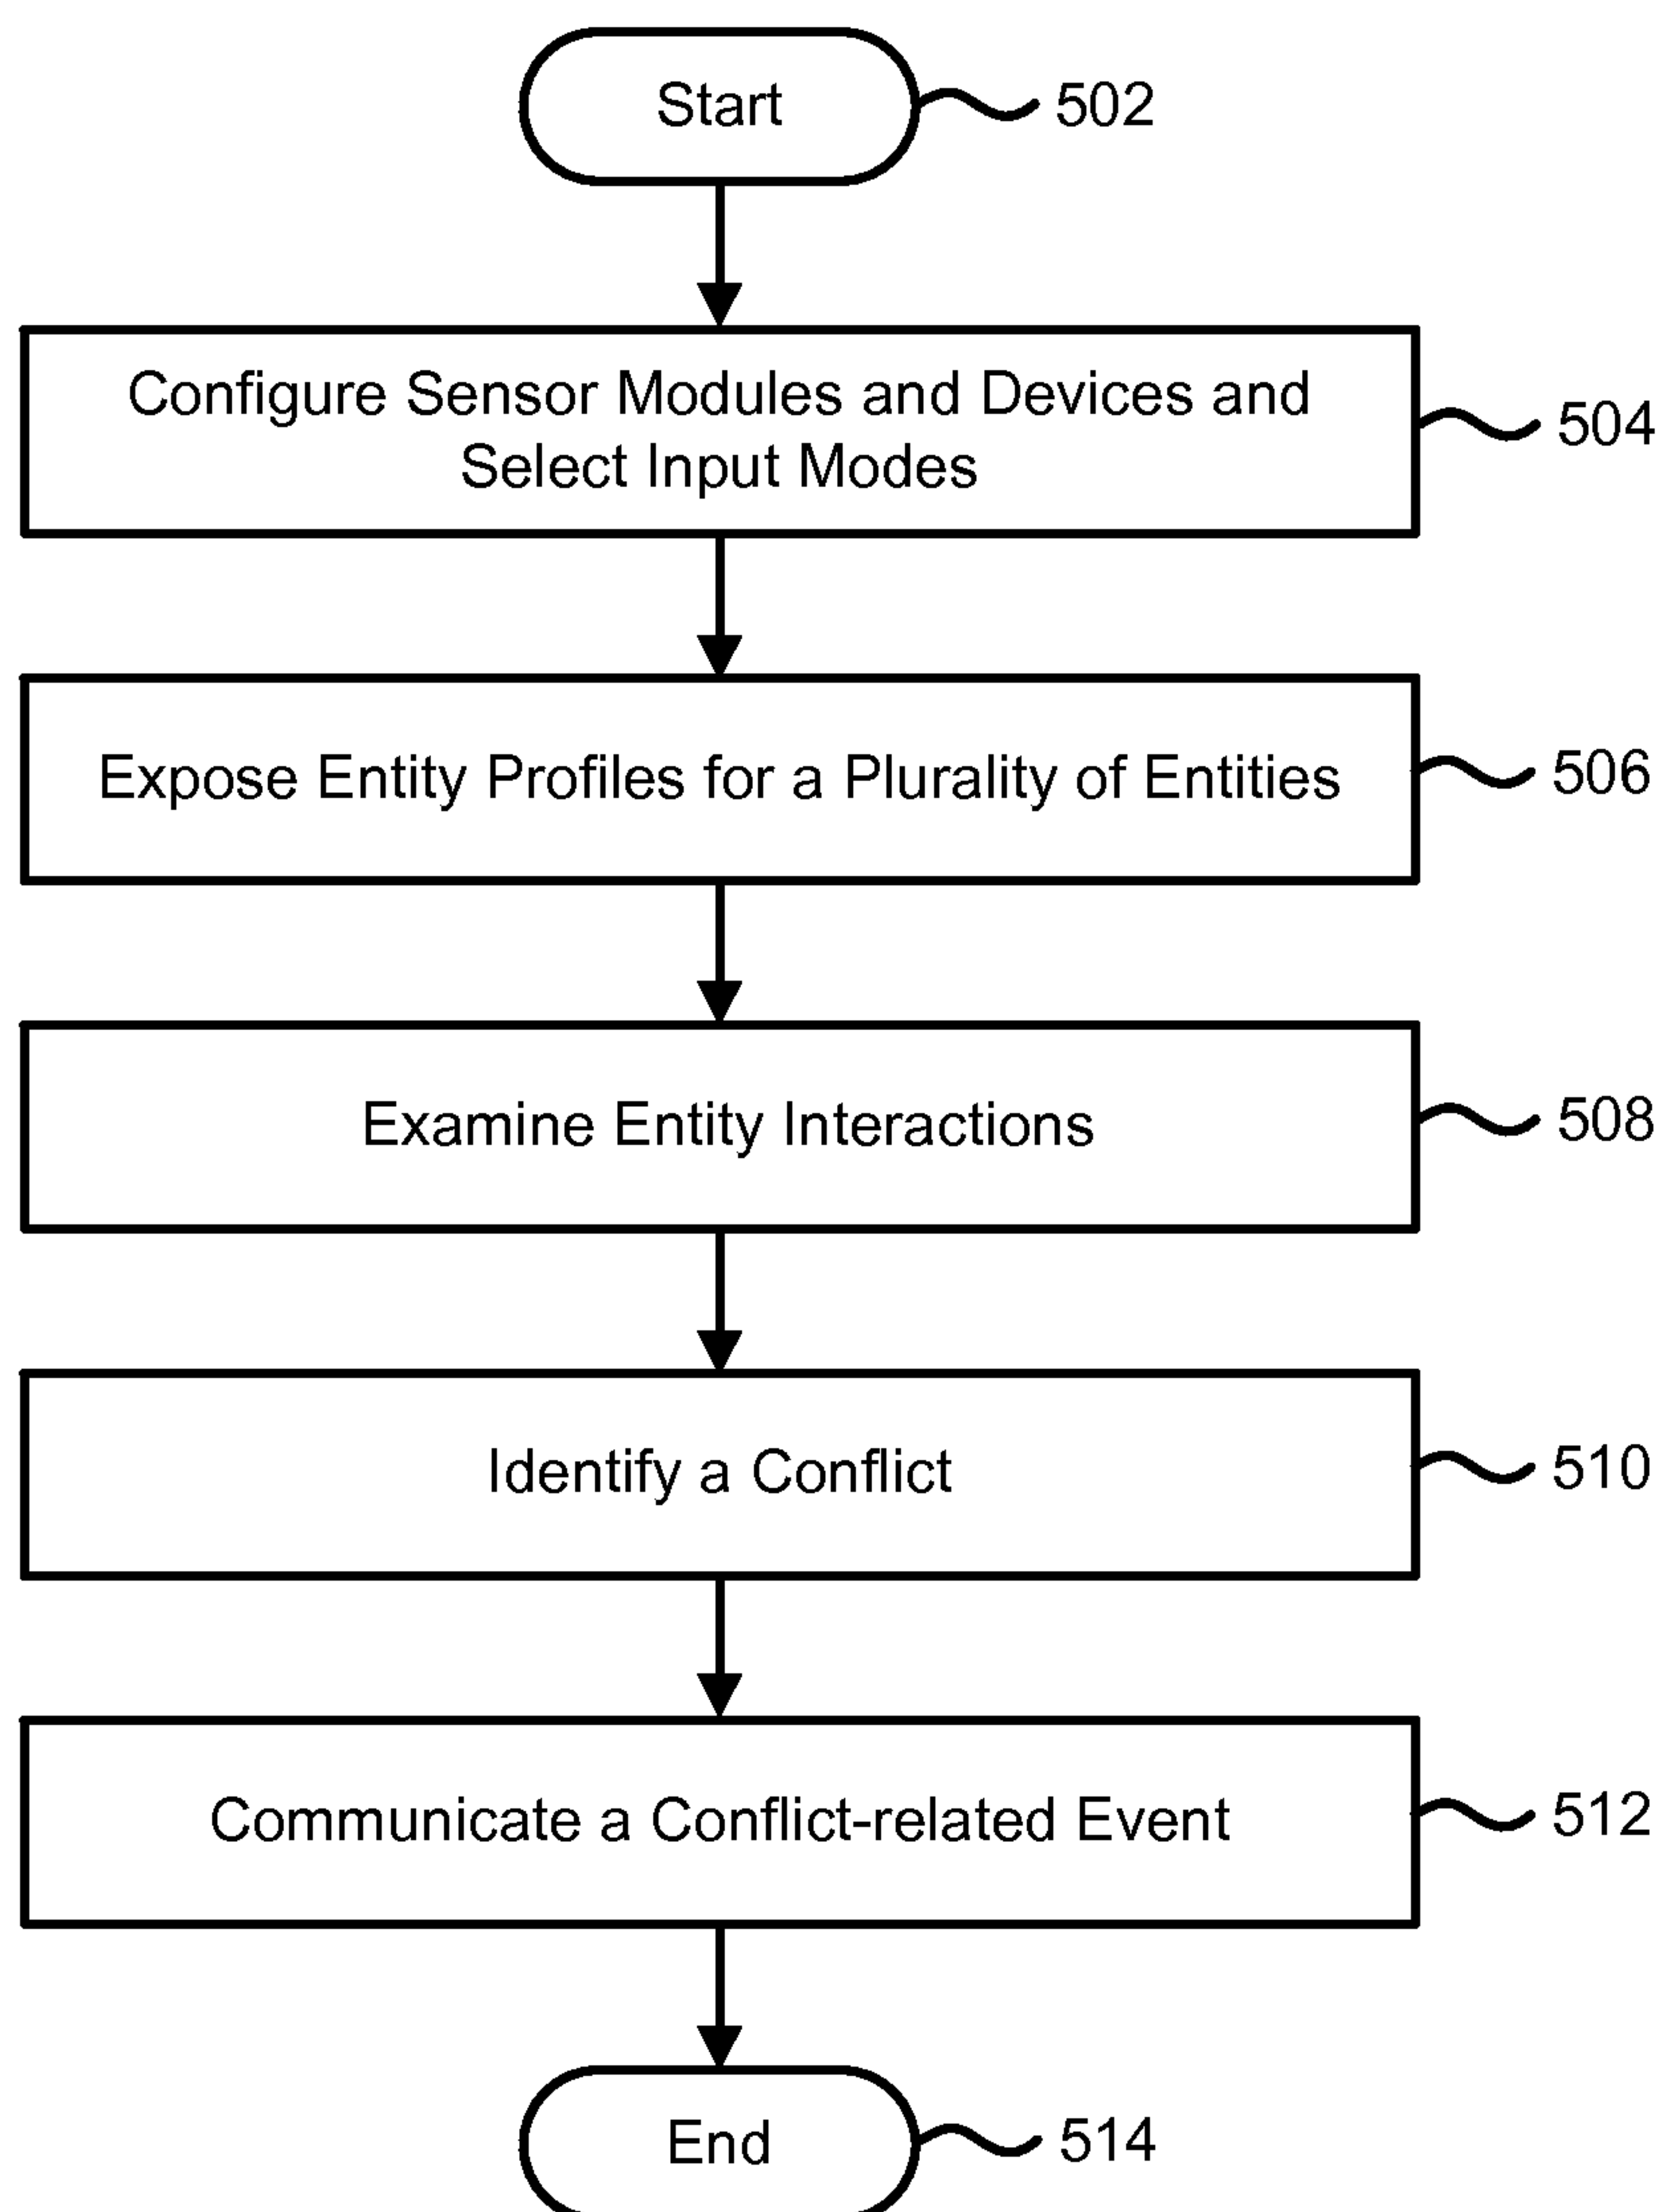 Start
502
Configure Sensor Modules and Devices and
Select Input Modes
504
Expose Entity Profiles for a Plurality of Entities
506
Examine Entity Interactions
508
Identify a Conflict
510
Communicate a Conflict-related Event
512
End
514